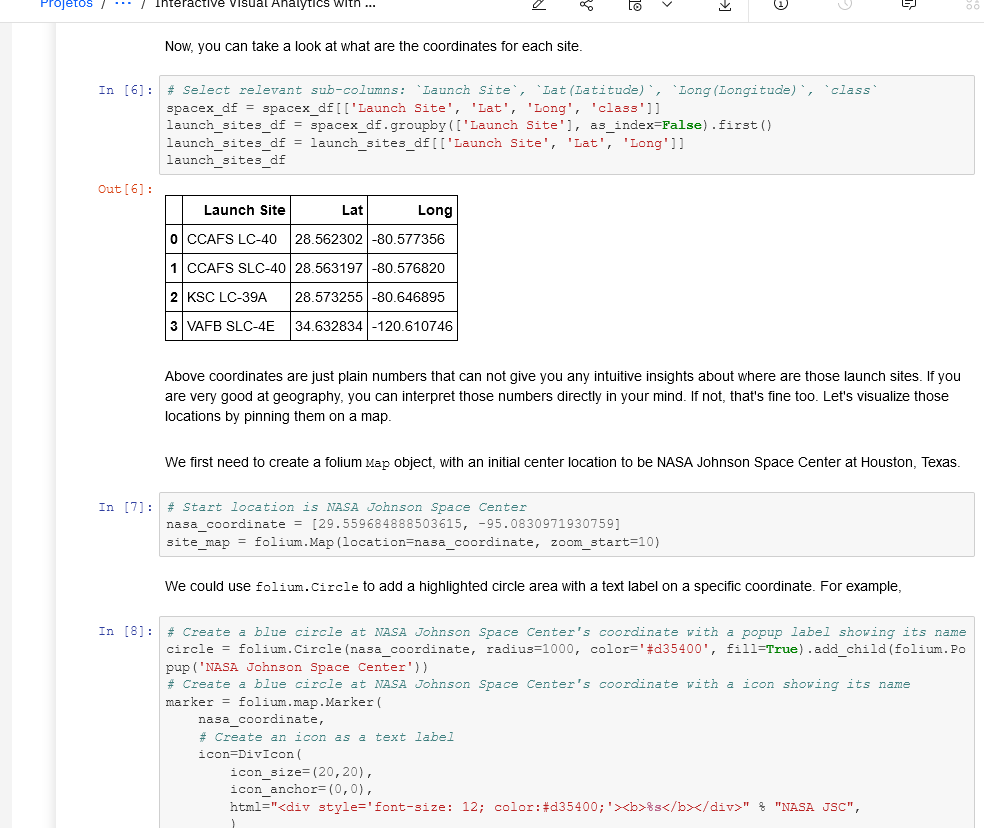 Projetos / ... / Interactive Visual Analytics with ...
Now, you can take a look at what are the coordinates for each site.
In [6]: # Select relevant sub-columns: `Launch Site`, `Lat(Latitude)`, `Long(Longitude)`, `class`
spacex_df = spacex_df[['Launch Site', 'Lat', 'Long', 'class']]
launch_sites_df = spacex_df.groupby(['Launch Site'], as_index=False).first()
launch_sites_df = launch_sites_df[['Launch Site', 'Lat', 'Long']]
launch_sites_df
Out[6]:
Launch Site Lat Long
0 CCAFS LC-40 28.562302 -80.577356
1 CCAFS SLC-40 28.563197 -80.576820
2 KSC LC-39A 28.573255 -80.646895
3 VAFB SLC-4E 34.632834 -120.610746
Above coordinates are just plain numbers that can not give you any intuitive insights about where are those launch sites. If you
are very good at geography, you can interpret those numbers directly in your mind. If not, that's fine too. Let's visualize those
locations by pinning them on a map.
We first need to create a folium Map object, with an initial center location to be NASA Johnson Space Center at Houston, Texas.
In [7]: # Start location is NASA Johnson Space Center
nasa_coordinate = [29.559684888503615, -95.0830971930759]
site_map = folium.Map(location=nasa_coordinate, zoom_start=10)
We could use folium.Circle to add a highlighted circle area with a text label on a specific coordinate. For example,
In [8]: # Create a blue circle at NASA Johnson Space Center's coordinate with a popup label showing its name
circle = folium.Circle(nasa_coordinate, radius=1000, color='#d35400', fill=True).add_child(folium.Po
pup('NASA Johnson Space Center'))
# Create a blue circle at NASA Johnson Space Center's coordinate with a icon showing its name
marker = folium.map.Marker(
nasa_coordinate,
# Create an icon as a text label
icon=DivIcon(
icon_size=(20,20),
icon_anchor=(0,0),
html="<div style='font-size: 12; color:#d35400;'><b>%s</b></div>" % "NASA JSC",
)